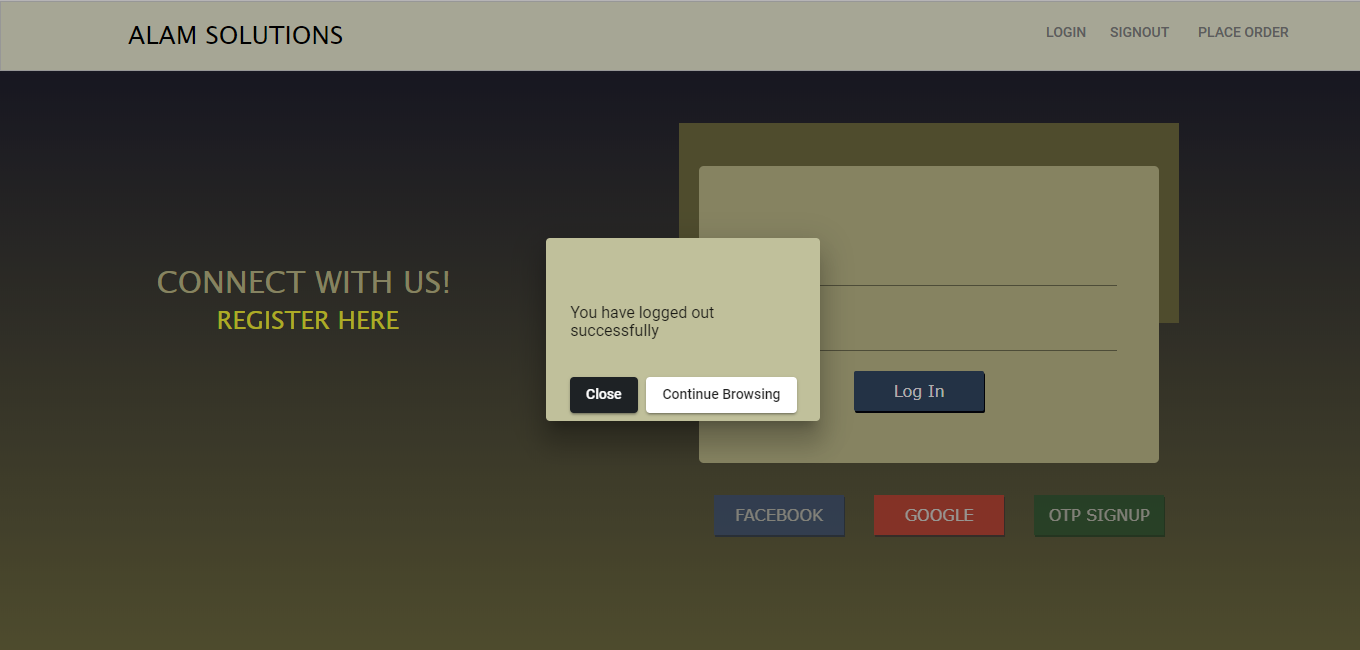 ALAM SOLUTIONS
LOGIN SIGNOUT PLACE ORDER
CONNECT WITH US!
REGISTER HERE
You have logged out
successfully
Close Continue Browsing
Log In
FACEBOOK GOOGLE OTP SIGNUP